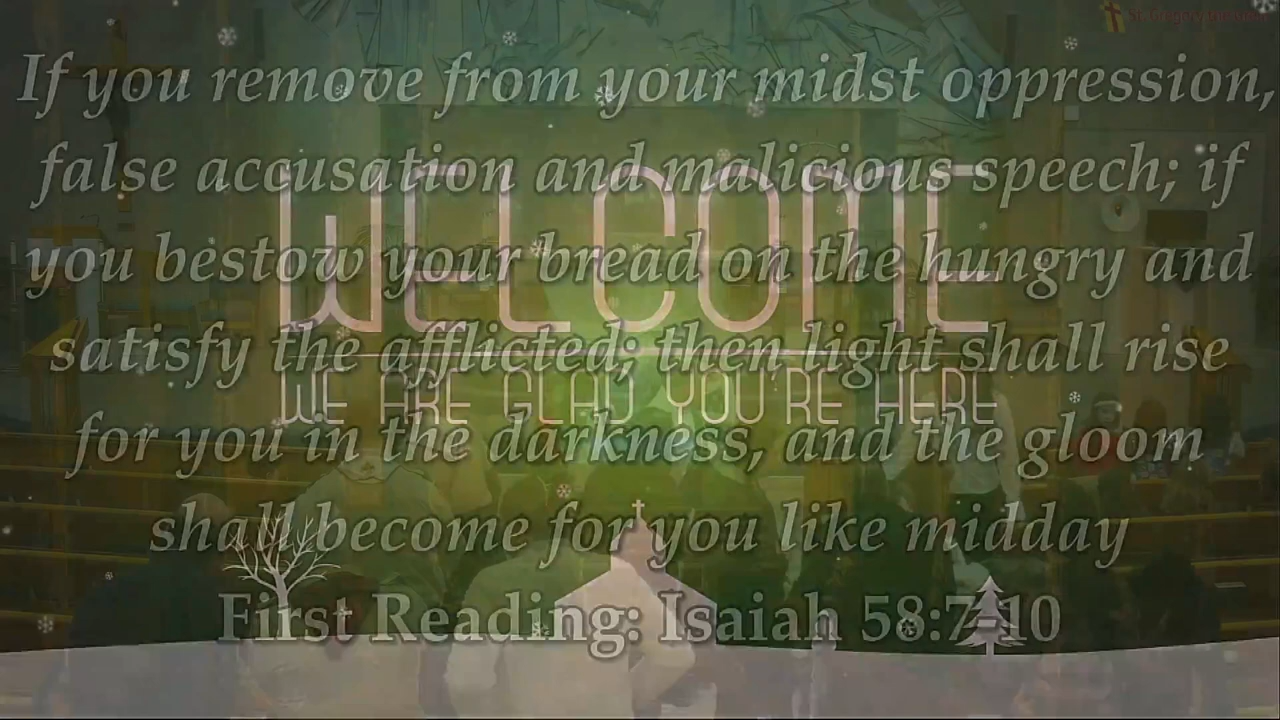 If you remove from your midst oppression,
false accusation and malicious speech; if
you bestow your bread on the hungry and
satisfy the afflicted; then light shall rise
for you in the darkness, and the gloom
shall become for you like midday
First Reading: Isaiah 58:7-10
WELCOME
WE ARE GLAD YOU'RE HERE